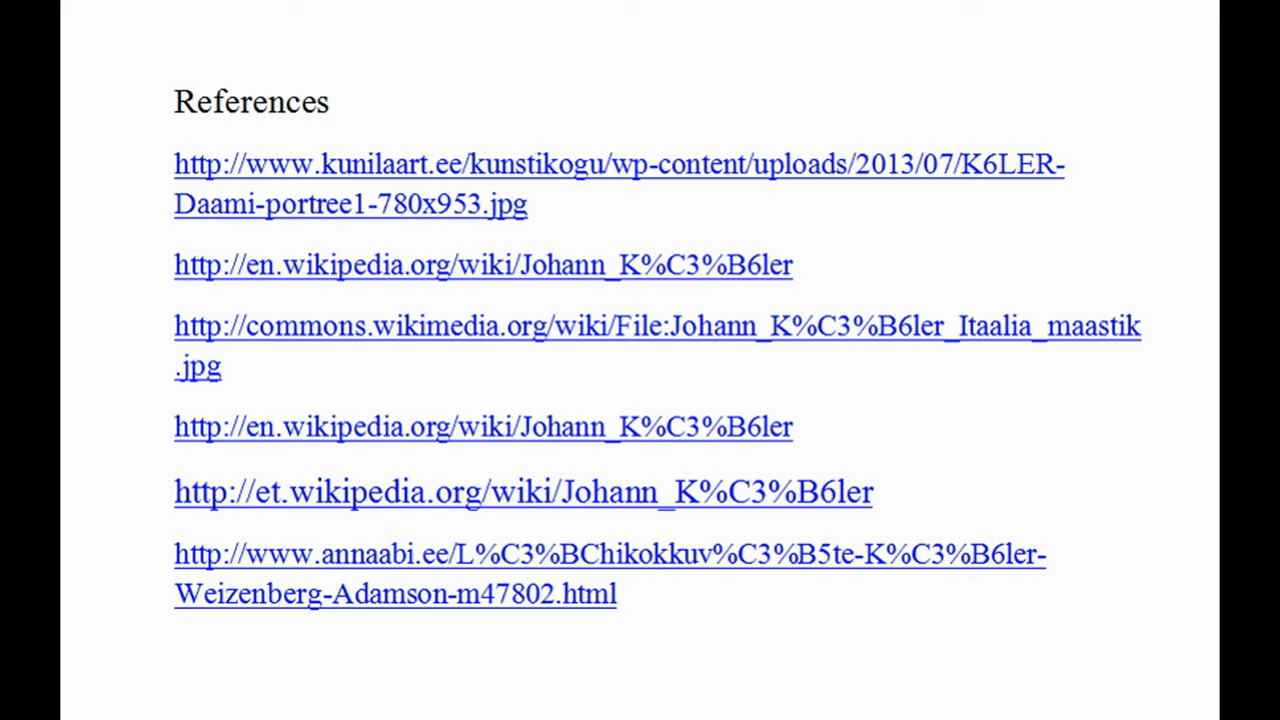 References
http://www.kunilaart.ee/kunstikogu/wp-content/uploads/2013/07/K6LER-
Daami-portree1-780x953.jpg
http://en.wikipedia.org/wiki/Johann_K%C3%B6ler
http://commons.wikimedia.org/wiki/File:Johann_K%C3%B6ler_Itaalia_maastik
.jpg
http://en.wikipedia.org/wiki/Johann_K%C3%B6ler
http://et.wikipedia.org/wiki/Johann_K%C3%B6ler
http://www.annaabi.ee/L%C3%BChikokkuv%C3%B5te-K%C3%B6ler-
Weizenberg-Adamson-m47802.html